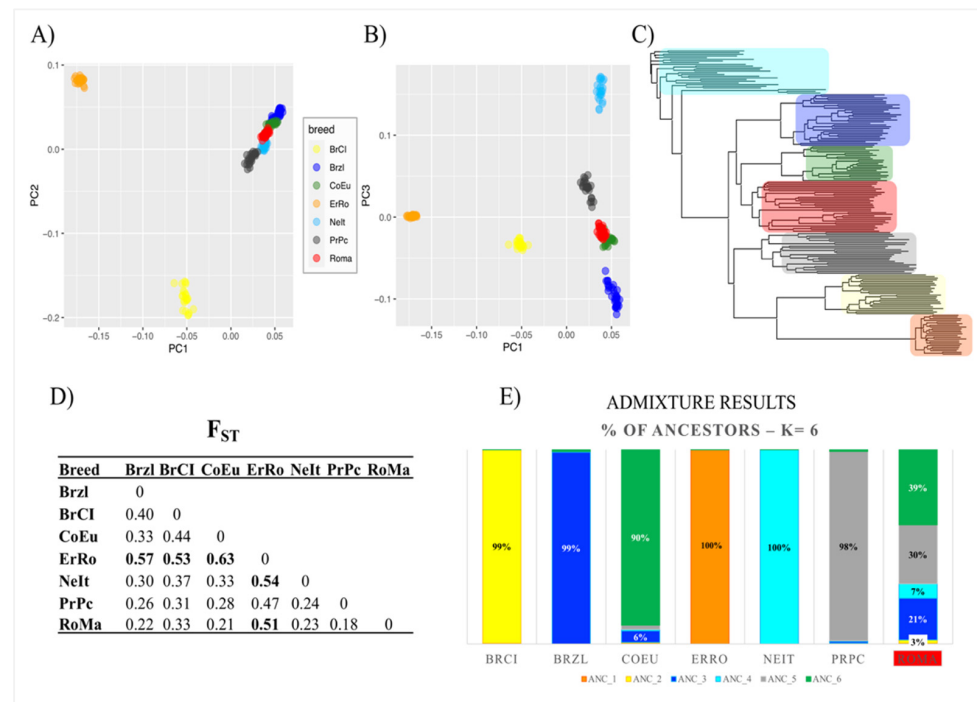 A)
B)
C)
0.1
0.0
−0.1
−0.2
PC2
−0.15
−0.10
−0.05
0.00
0.05
PC1
breed
BrCI
Brzl
CoEu
ErRo
NeIt
PrPc
Roma
0.1
0.0
−0.1
PC3
−0.15
−0.10
−0.05
0.00
0.05
PC1
D)
FST
Breed Brzl BrCI CoEu ErRo NeIt PrPc RoMa
Brzl 0
BrCI 0.40 0
CoEu 0.33 0.44 0
ErRo 0.57 0.53 0.63 0
NeIt 0.30 0.37 0.33 0.54 0
PrPc 0.26 0.31 0.28 0.47 0.24 0
RoMa 0.22 0.33 0.21 0.51 0.23 0.18 0
E)
ADMIXTURE RESULTS
% OF ANCESTORS – K= 6
99%
99%
90%
6%
100%
100%
98%
39%
30%
7%
21%
3%
BRCI BRZL COEU ERRO NEIT PRPC
ANC_1 ANC_2 ANC_3 ANC_4 ANC_5 ANC_6